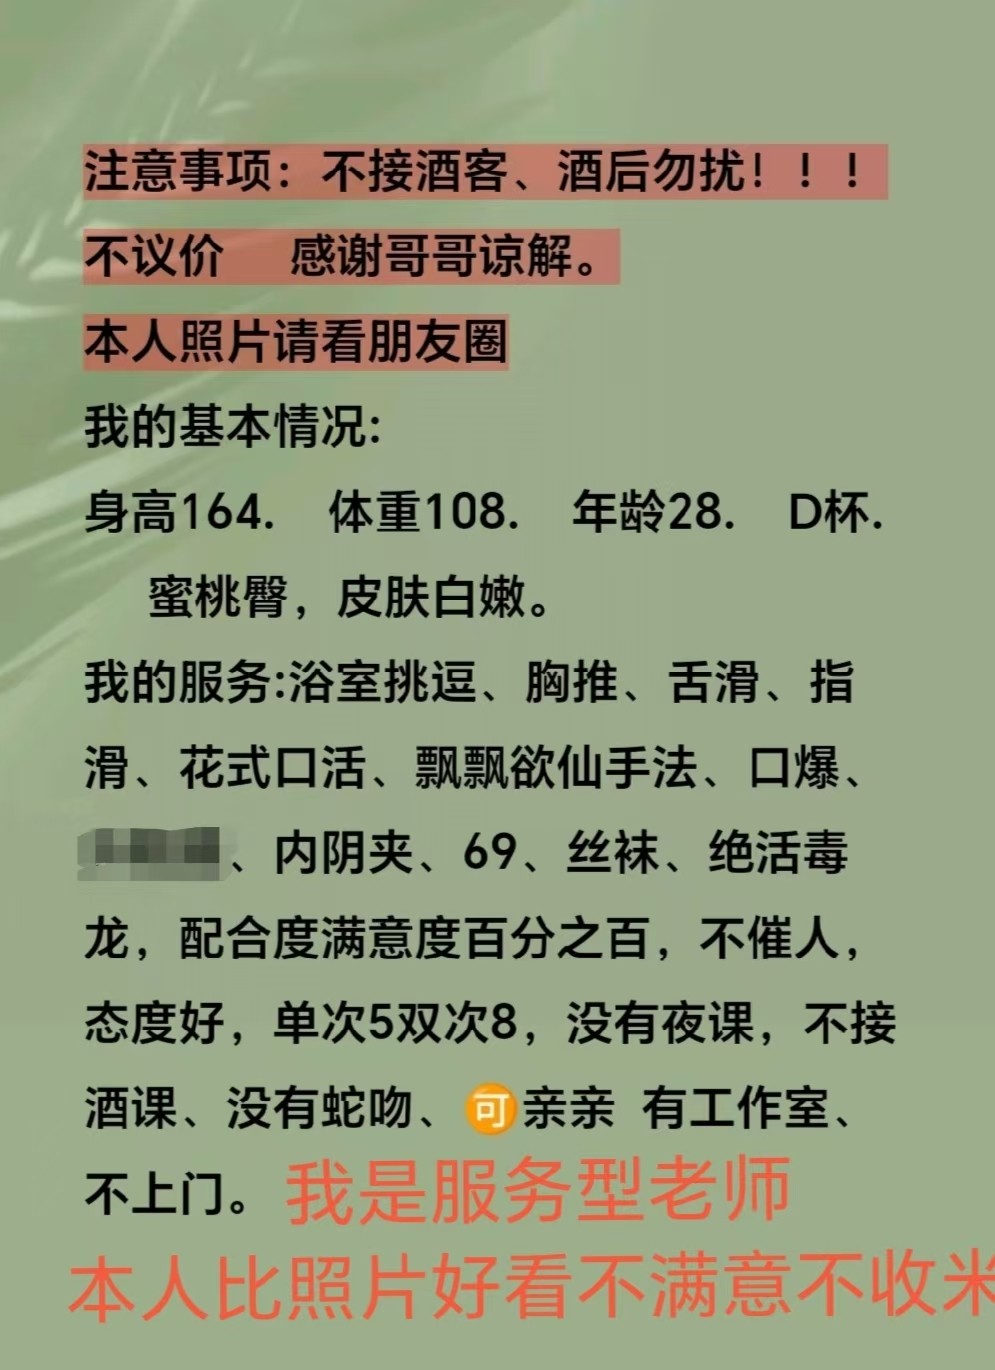 注意事项：不接酒客、酒后勿扰！！！
不议价 感谢哥哥谅解。
本人照片请看朋友圈
我的基本情况:
身高164. 体重108. 年龄28. D杯.
蜜桃臀，皮肤白嫩。
我的服务:浴室挑逗、胸推、舌滑、指
滑、花式口活、飘飘欲仙手法、口爆、
、内阴夹、69、丝袜、绝活毒
龙，配合度满意度百分之百，不催人，
态度好，单次5双次8，没有夜课，不接
酒课、没有蛇吻、🉑亲亲 有工作室、
不上门。我是服务型老师
本人比照片好看不满意不收米